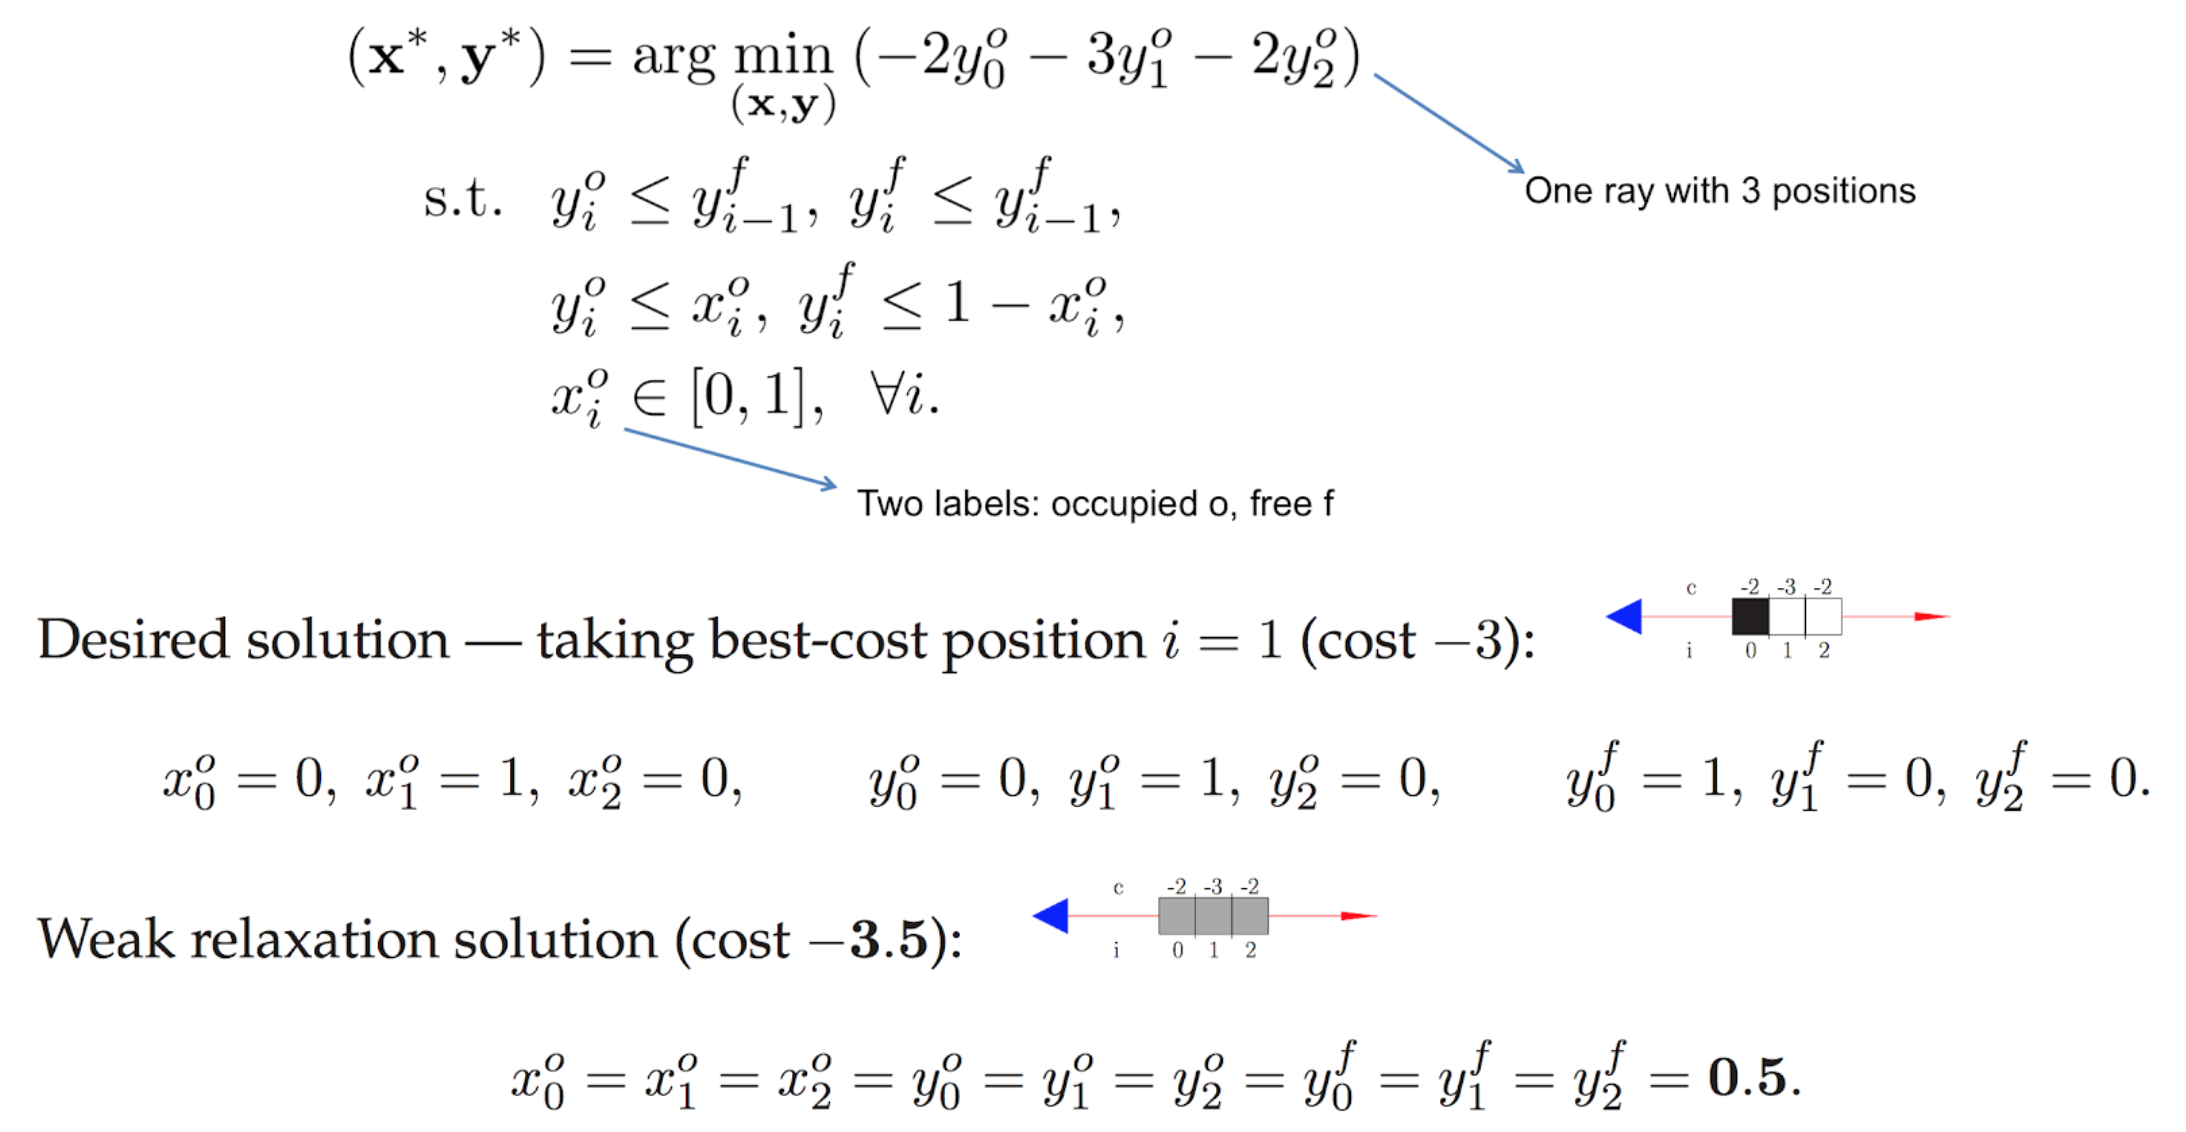 (x*, y*) = arg min (−2y₀ᵒ − 3y₁ᵒ − 2y₂ᵒ)
(x,y)
One ray with 3 positions
s.t. yᵢᵒ ≤ yᵢ₋₁ᶠ, yᵢᶠ ≤ yᵢ₋₁ᶠ,
yᵢᵒ ≤ xᵢᵒ, yᵢᶠ ≤ 1 − xᵢᵒ,
xᵢᵒ ∈ [0, 1], ∀i.
Two labels: occupied o, free f
c -2 -3 -2
Desired solution — taking best-cost position i = 1 (cost −3):
i 0 1 2
x₀ᵒ = 0, x₁ᵒ = 1, x₂ᵒ = 0, y₀ᵒ = 0, y₁ᵒ = 1, y₂ᵒ = 0, y₀ᶠ = 1, y₁ᶠ = 0, y₂ᶠ = 0.
c -2 -3 -2
Weak relaxation solution (cost −3.5):
i 0 1 2
x₀ᵒ = x₁ᵒ = x₂ᵒ = y₀ᵒ = y₁ᵒ = y₂ᵒ = y₀ᶠ = y₁ᶠ = y₂ᶠ = 0.5.